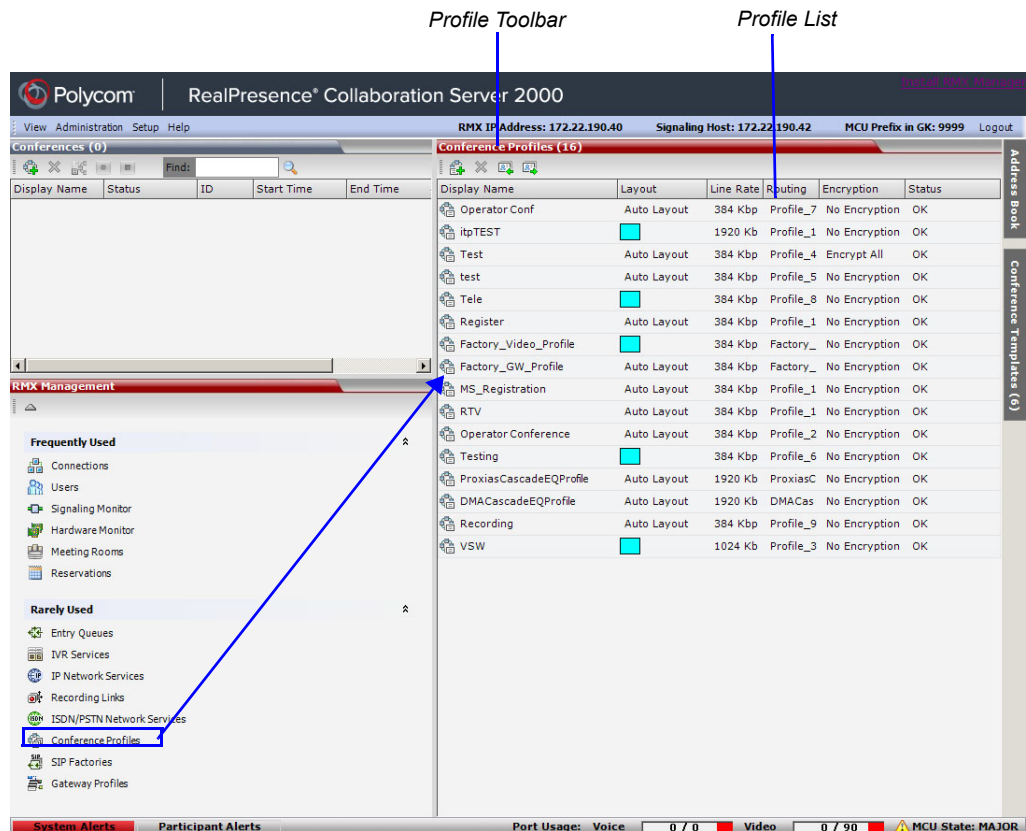 Profile Toolbar Profile List
Polycom RealPresence® Collaboration Server 2000
View Administration Setup Help RMX IP Address: 172.22.190.40 Signaling Host: 172.22.190.42 MCU Prefix in GK: 9999 Logout
Conferences (0)
Find:
Display Name Status ID Start Time End Time
Conference Profiles (16)
Display Name Layout Line Rate Routing Encryption Status
Operator Conf Auto Layout 384 Kbp Profile_7 No Encryption OK
itpTEST 1920 Kb Profile_1 No Encryption OK
Test Auto Layout 384 Kbp Profile_4 Encrypt All OK
test Auto Layout 384 Kbp Profile_5 No Encryption OK
Tele 384 Kbp Profile_8 No Encryption OK
Register Auto Layout 384 Kbp Profile_1 No Encryption OK
Factory_Video_Profile 384 Kbp Factory_ No Encryption OK
Factory_GW_Profile Auto Layout 384 Kbp Factory_ No Encryption OK
MS_Registration Auto Layout 384 Kbp Profile_1 No Encryption OK
RTV Auto Layout 384 Kbp Profile_1 No Encryption OK
Operator Conference Auto Layout 384 Kbp Profile_2 No Encryption OK
Testing 384 Kbp Profile_6 No Encryption OK
ProxiasCascadeEQProfile Auto Layout 1920 Kb ProxiasC No Encryption OK
DMACascadeEQProfile Auto Layout 1920 Kb DMACas No Encryption OK
Recording Auto Layout 384 Kbp Profile_9 No Encryption OK
VSW 1024 Kb Profile_3 No Encryption OK
Address Book
Conference Templates (6)
RMX Management
Frequently Used
Connections
Users
Signaling Monitor
Hardware Monitor
Meeting Rooms
Reservations
Rarely Used
Entry Queues
IVR Services
IP Network Services
Recording Links
ISDN/PSTN Network Services
Conference Profiles
SIP Factories
Gateway Profiles
System Alerts Participant Alerts Port Usage: Voice 0 / 0 Video 0 / 90 MCU State: MAJOR